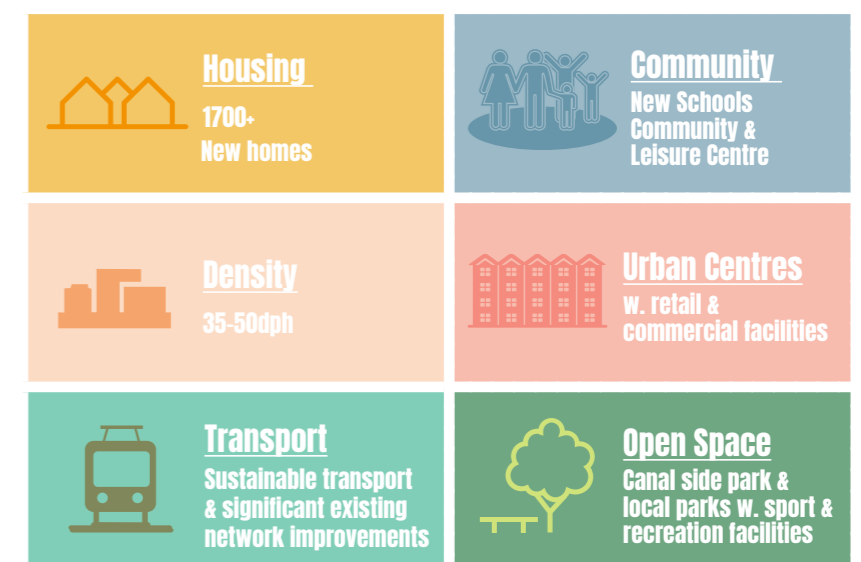 Housing
1700+
New homes
Community
New Schools
Community &
Leisure Centre
Density
35-50dph
Urban Centres
w. retail &
commercial facilities
Transport
Sustainable transport
& significant existing
network improvements
Open Space
Canal side park &
local parks w. sport &
recreation facilities